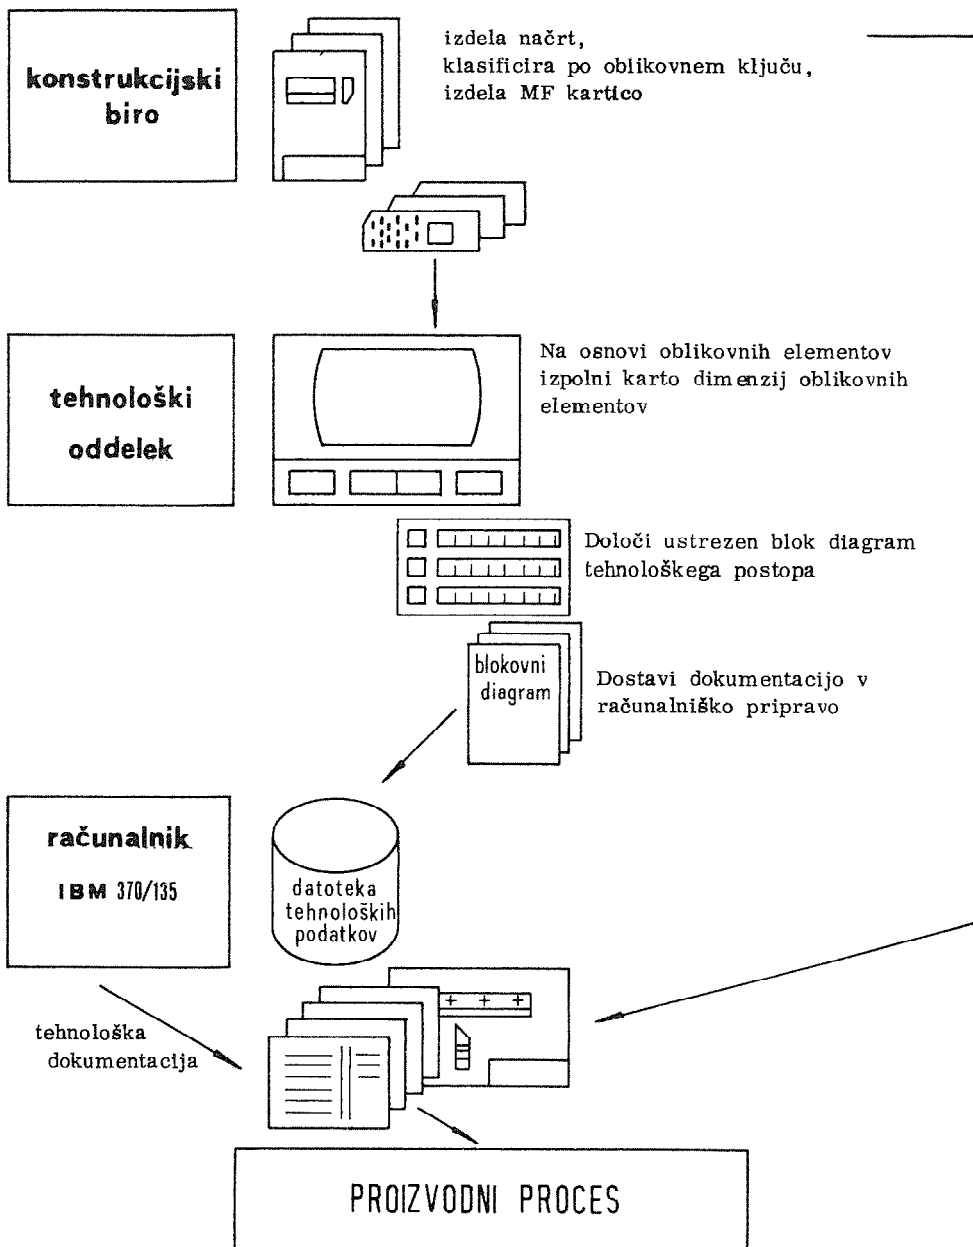 konstrukcijski
biro
izdela načrt,
klasificira po oblikovnem ključu,
izdela MF kartico
tehnološki
oddelek
Na osnovi oblikovnih elementov
izpolni karto dimenzij oblikovnih
elementov
Določi ustrezen blok diagram
tehnološkega postopa
blokovni
diagram
Dostavi dokumentacijo v
računalniško pripravo
računalnik
IBM 370/135
datoteka
tehnoloških
podatkov
tehnološka
dokumentacija
PROIZVODNI PROCES